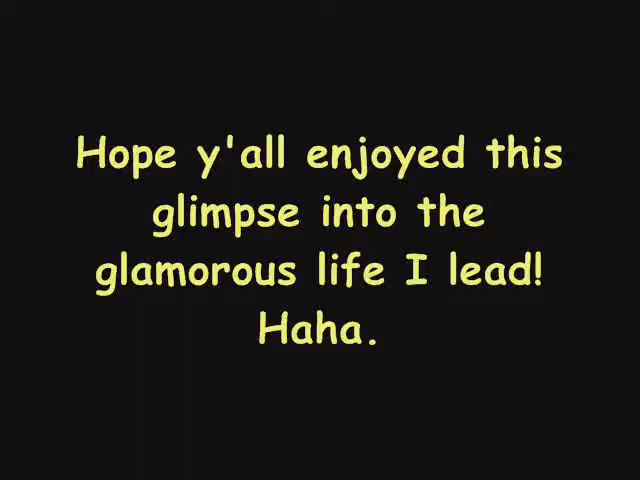 Hope y'all enjoyed this
glimpse into the
glamorous life I lead!
Haha.